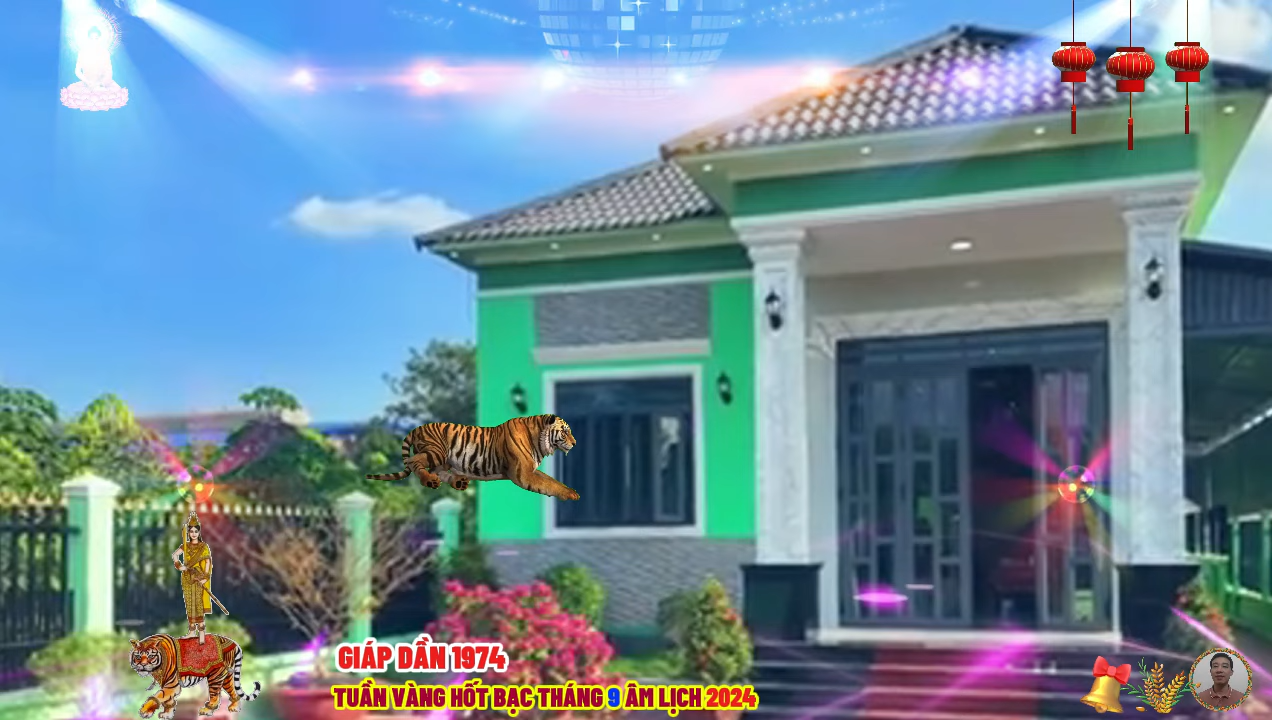 GIÁP DẦN 1974
TUẦN VÀNG HỐT BẠC THÁNG 9 ÂM LỊCH 2024